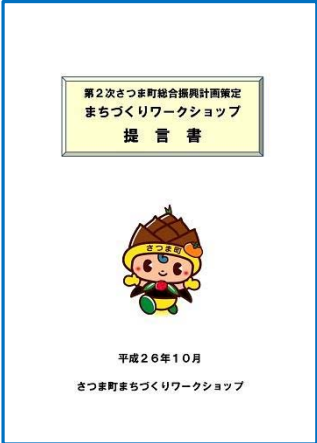 第２次さつま町総合振興計画策定
まちづくりワークショップ
提言書
さつま町
平成２６年１０月
さつま町まちづくりワークショップ